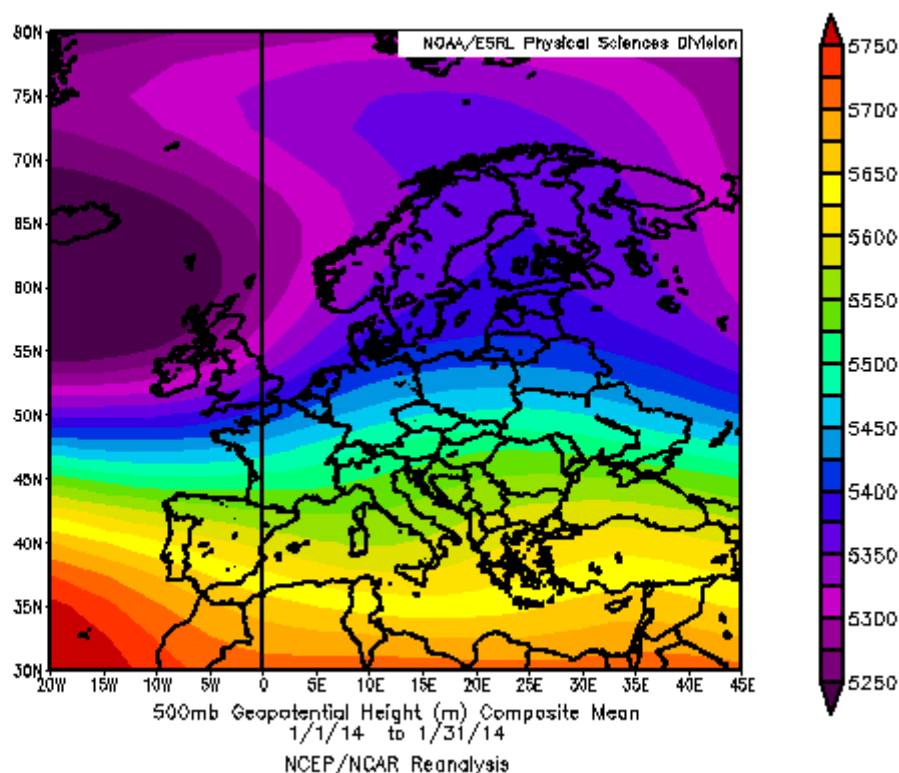 NOAA/ESRL Physical Sciences Division
80N
75N
70N
65N
60N
55N
50N
45N
40N
35N
30N
20W 15W 10W 5W 0 5E 10E 15E 20E 25E 30E 35E 40E 45E
5750
5700
5650
5600
5550
5500
5450
5400
5350
5300
5250
500mb Geopotential Height (m) Composite Mean
1/1/14 to 1/31/14
NCEP/NCAR Reanalysis